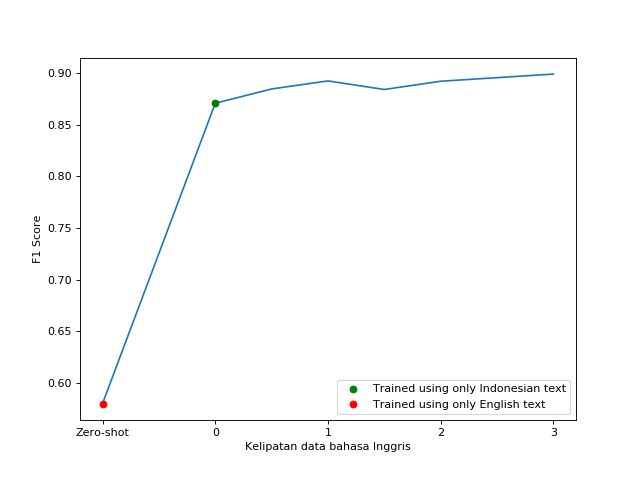 0.90
0.85
0.80
0.75
0.70
0.65
0.60
F1 Score
Trained using only Indonesian text
Trained using only English text
Zero-shot 0 1 2 3
Kelipatan data bahasa Inggris